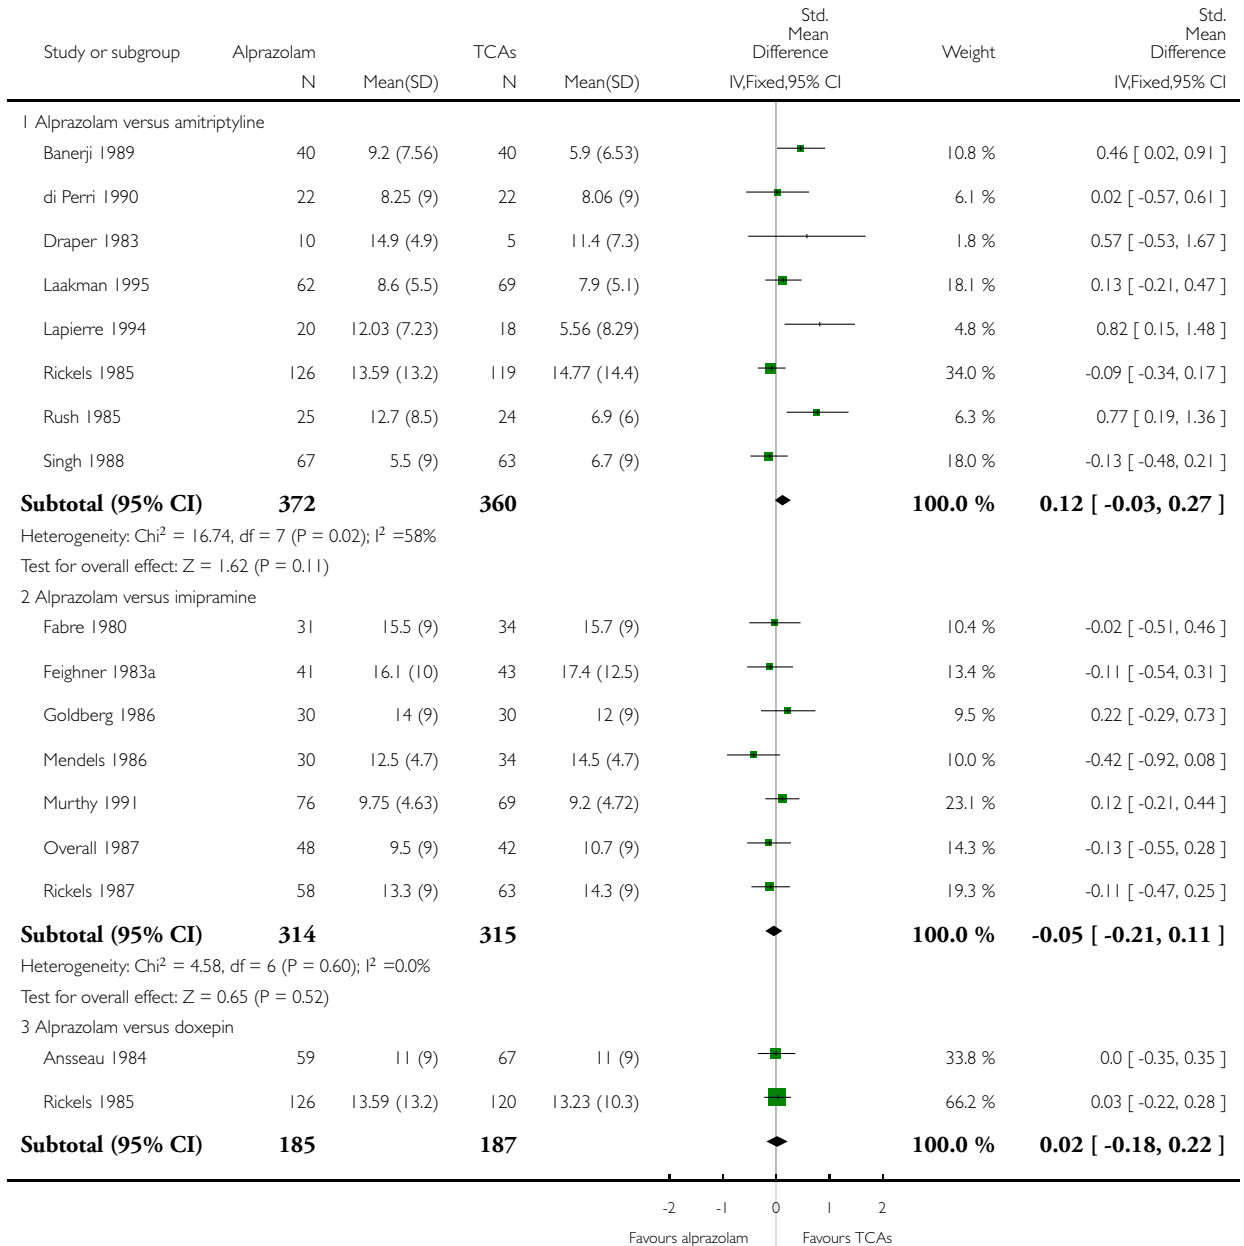 Std. Mean Difference Std. Mean Difference
Study or subgroup Alprazolam TCAs Weight
N Mean(SD) N Mean(SD) IV,Fixed,95% CI IV,Fixed,95% CI
1 Alprazolam versus amitriptyline
Banerji 1989 40 9.2 (7.56) 40 5.9 (6.53) 10.8 % 0.46 [ 0.02, 0.91 ]
di Perri 1990 22 8.25 (9) 22 8.06 (9) 6.1 % 0.02 [ -0.57, 0.61 ]
Draper 1983 10 14.9 (4.9) 5 11.4 (7.3) 1.8 % 0.57 [ -0.53, 1.67 ]
Laakman 1995 62 8.6 (5.5) 69 7.9 (5.1) 18.1 % 0.13 [ -0.21, 0.47 ]
Lapierre 1994 20 12.03 (7.23) 18 5.56 (8.29) 4.8 % 0.82 [ 0.15, 1.48 ]
Rickels 1985 126 13.59 (13.2) 119 14.77 (14.4) 34.0 % -0.09 [ -0.34, 0.17 ]
Rush 1985 25 12.7 (8.5) 24 6.9 (6) 6.3 % 0.77 [ 0.19, 1.36 ]
Singh 1988 67 5.5 (9) 63 6.7 (9) 18.0 % -0.13 [ -0.48, 0.21 ]
Subtotal (95% CI) 372 360 100.0 % 0.12 [ -0.03, 0.27 ]
Heterogeneity: Chi² = 16.74, df = 7 (P = 0.02); I² =58%
Test for overall effect: Z = 1.62 (P = 0.11)
2 Alprazolam versus imipramine
Fabre 1980 31 15.5 (9) 34 15.7 (9) 10.4 % -0.02 [ -0.51, 0.46 ]
Feighner 1983a 41 16.1 (10) 43 17.4 (12.5) 13.4 % -0.11 [ -0.54, 0.31 ]
Goldberg 1986 30 14 (9) 30 12 (9) 9.5 % 0.22 [ -0.29, 0.73 ]
Mendels 1986 30 12.5 (4.7) 34 14.5 (4.7) 10.0 % -0.42 [ -0.92, 0.08 ]
Murthy 1991 76 9.75 (4.63) 69 9.2 (4.72) 23.1 % 0.12 [ -0.21, 0.44 ]
Overall 1987 48 9.5 (9) 42 10.7 (9) 14.3 % -0.13 [ -0.55, 0.28 ]
Rickels 1987 58 13.3 (9) 63 14.3 (9) 19.3 % -0.11 [ -0.47, 0.25 ]
Subtotal (95% CI) 314 315 100.0 % -0.05 [ -0.21, 0.11 ]
Heterogeneity: Chi² = 4.58, df = 6 (P = 0.60); I² =0.0%
Test for overall effect: Z = 0.65 (P = 0.52)
3 Alprazolam versus doxepin
Ansseau 1984 59 11 (9) 67 11 (9) 33.8 % 0.0 [ -0.35, 0.35 ]
Rickels 1985 126 13.59 (13.2) 120 13.23 (10.3) 66.2 % 0.03 [ -0.22, 0.28 ]
Subtotal (95% CI) 185 187 100.0 % 0.02 [ -0.18, 0.22 ]
-2 -1 0 1 2
Favours alprazolam Favours TCAs